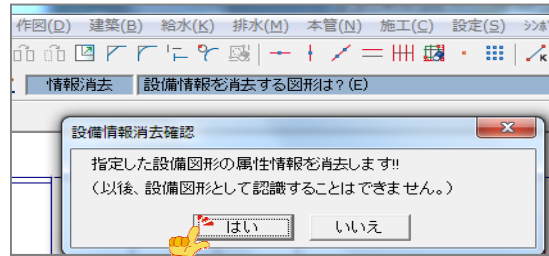 作図(D) 建築(B) 給水(K) 排水(M) 本管(N) 施工(C) 設定(S)
情報消去 設備情報を消去する図形は?(E)
設備情報消去確認
指定した設備図形の属性情報を消去します!!
(以後、設備図形として認識することはできません。)
はい いいえ